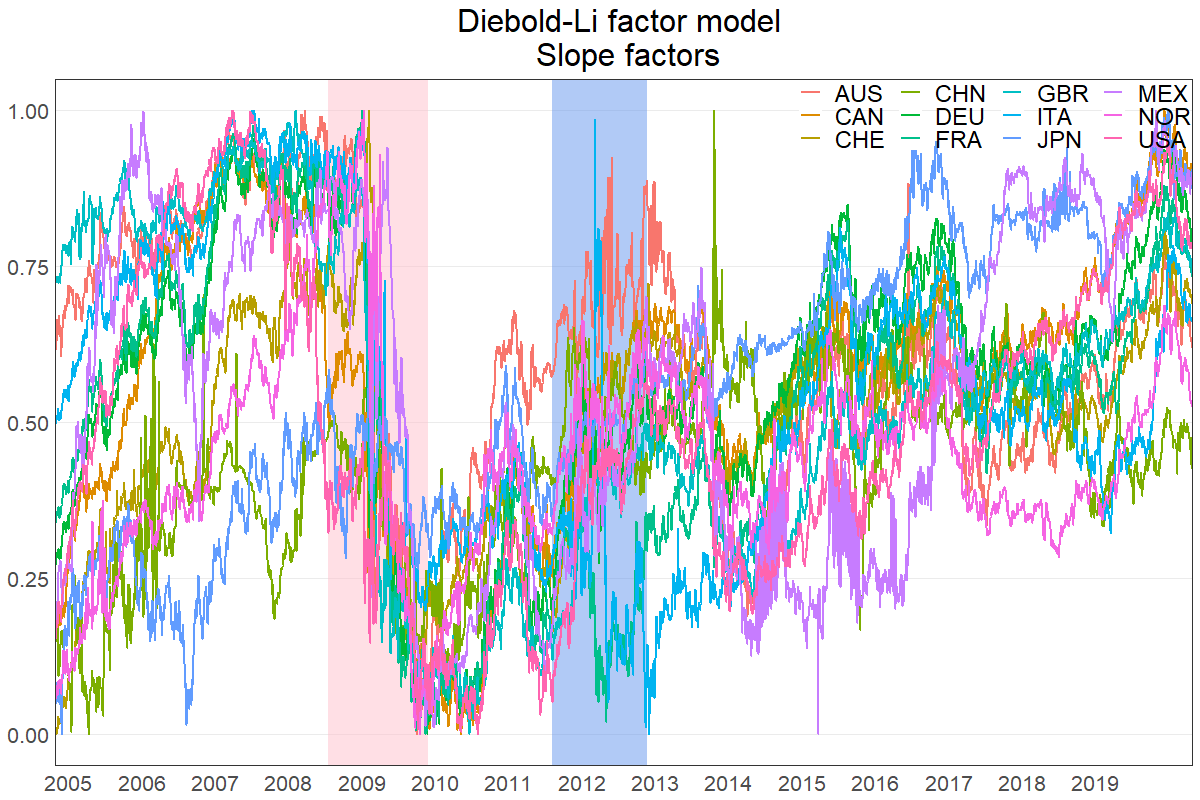 Diebold-Li factor model
Slope factors
AUS CHN GBR MEX
CAN DEU ITA NOR
CHE FRA JPN USA
1.00
0.75
0.50
0.25
0.00
2005 2006 2007 2008 2009 2010 2011 2012 2013 2014 2015 2016 2017 2018 2019